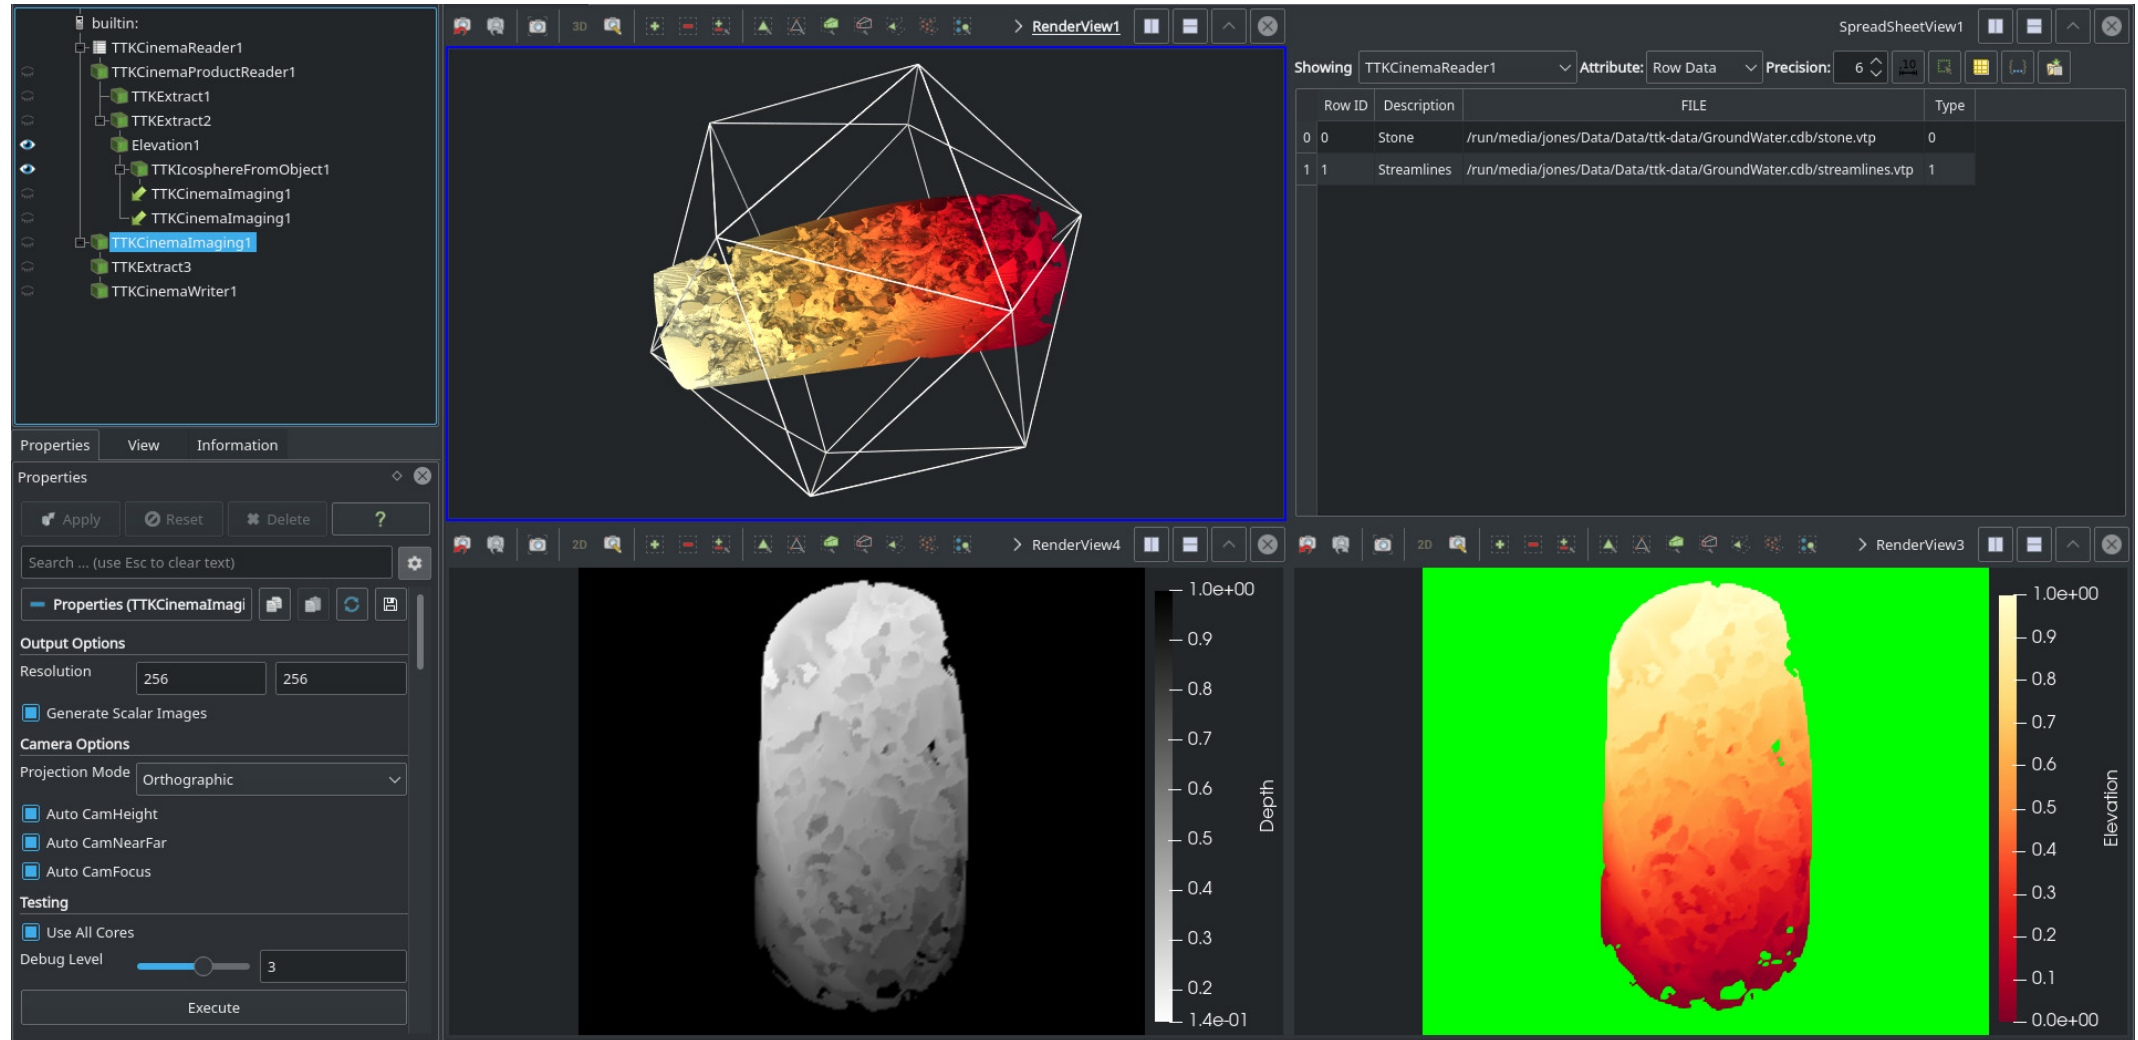 builtin:
TTKCinemaReader1
TTKCinemaProductReader1
TTKExtract1
TTKExtract2
Elevation1
TTKIcosphereFromObject1
TTKCinemaImaging1
TTKCinemaImaging1
TTKCinemaImaging1
TTKExtract3
TTKCinemaWriter1
Properties View Information
Properties
Apply Reset Delete ?
Search ... (use Esc to clear text)
Properties (TTKCinemaImagi
Output Options
Resolution 256 256
Generate Scalar Images
Camera Options
Projection Mode Orthographic
Auto CamHeight
Auto CamNearFar
Auto CamFocus
Testing
Use All Cores
Debug Level 3
Execute
3D RenderView1
SpreadSheetView1
Showing TTKCinemaReader1 Attribute: Row Data Precision: 6 .10 {...}
Row ID Description FILE Type
0 0 Stone /run/media/jones/Data/Data/ttk-data/GroundWater.cdb/stone.vtp 0
1 1 Streamlines /run/media/jones/Data/Data/ttk-data/GroundWater.cdb/streamlines.vtp 1
2D RenderView4
1.0e+00
0.9
0.8
0.7
0.6
0.5
0.4
0.3
0.2
1.4e-01
Depth
2D RenderView3
1.0e+00
0.9
0.8
0.7
0.6
0.5
0.4
0.3
0.2
0.1
0.0e+00
Elevation